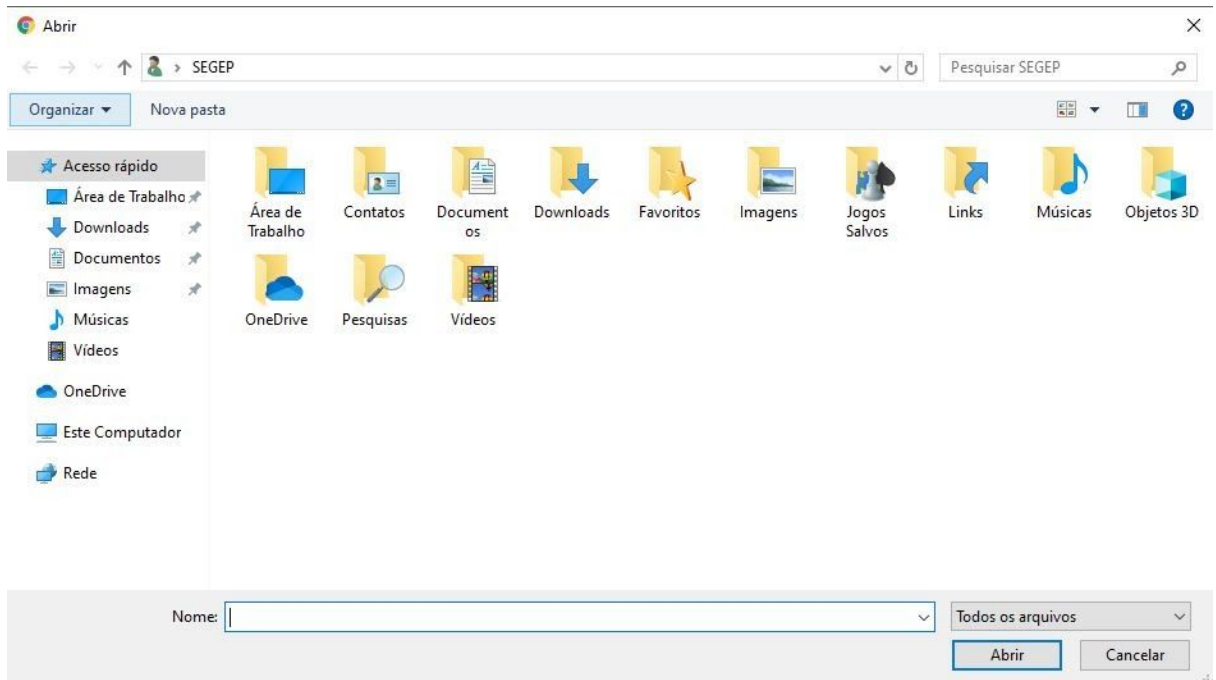 Abrir
SEGEP
Pesquisar SEGEP
Organizar
Nova pasta
Acesso rápido
Área de Trabalho
Downloads
Documentos
Imagens
Músicas
Vídeos
OneDrive
Este Computador
Rede
Área de
Trabalho
Contatos
Document
os
Downloads
Favoritos
Imagens
Jogos
Salvos
Links
Músicas
Objetos 3D
OneDrive
Pesquisas
Vídeos
Nome:
Todos os arquivos
Abrir
Cancelar